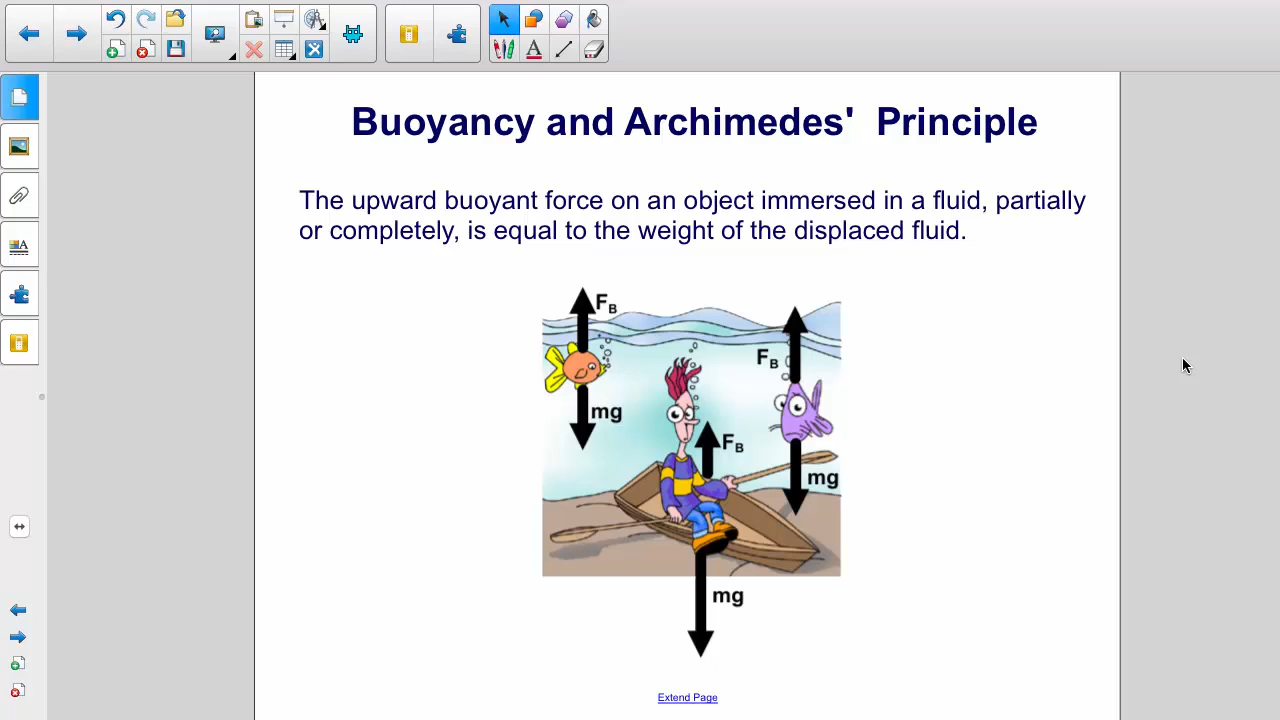 Buoyancy and Archimedes' Principle
The upward buoyant force on an object immersed in a fluid, partially
or completely, is equal to the weight of the displaced fluid.
FB
FB
mg
FB
mg
mg
Extend Page